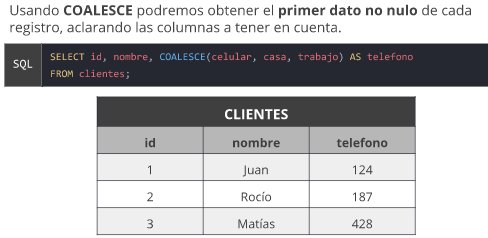 Usando COALESCE podremos obtener el primer dato no nulo de cada
registro, aclarando las columnas a tener en cuenta.
SQL
SELECT id, nombre, COALESCE(celular, casa, trabajo) AS telefono
FROM clientes;
CLIENTES
id nombre telefono
1 Juan 124
2 Rocío 187
3 Matías 428